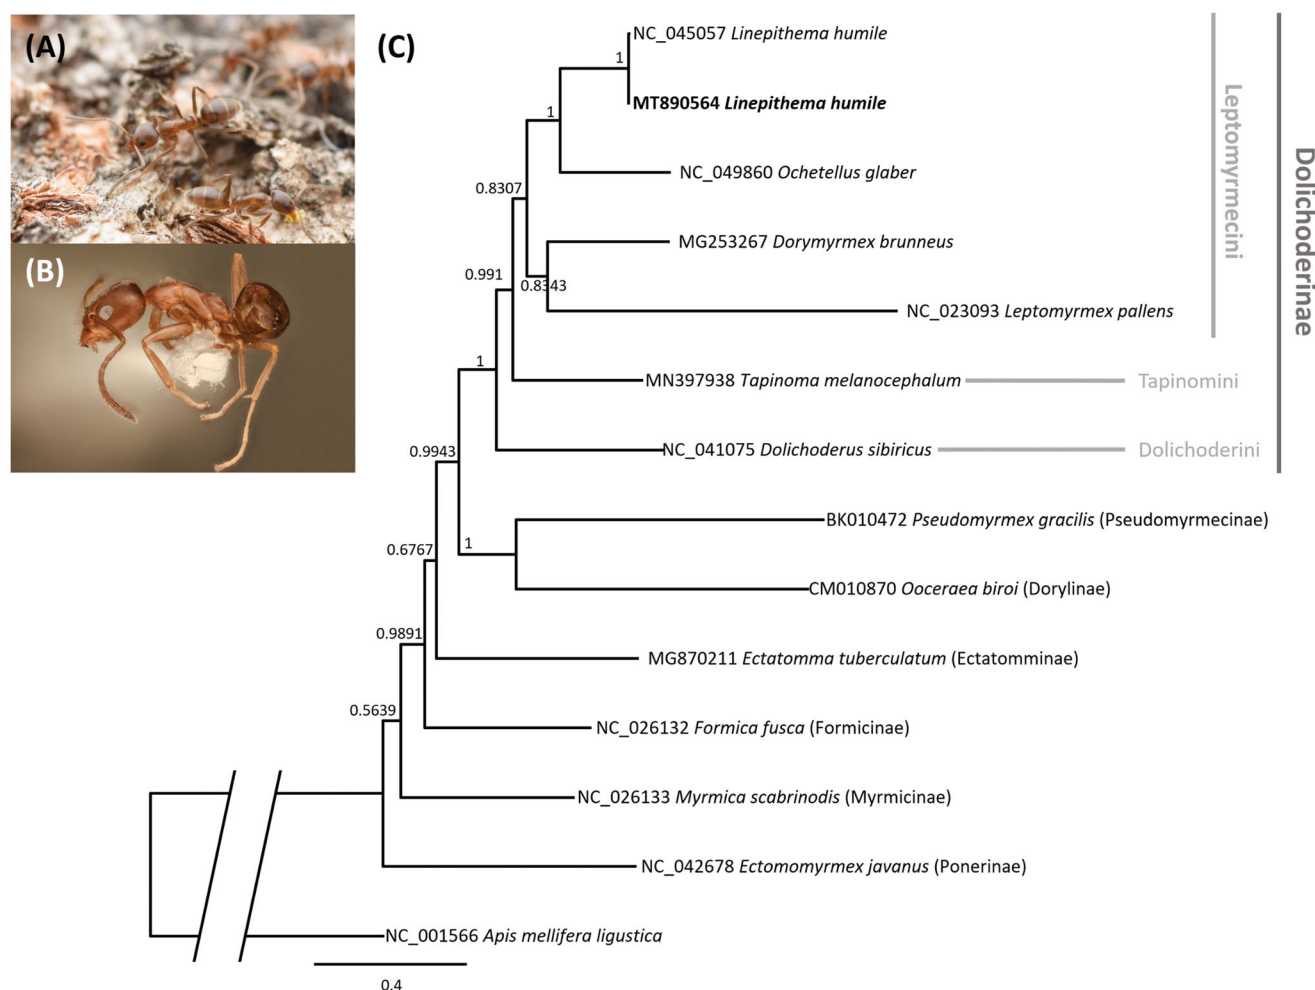 (A)
(B)
(C)
NC_045057 Linepithema humile
1
MT890564 Linepithema humile
1
NC_049860 Ochetellus glaber
0.8307
MG253267 Dorymyrmex brunneus
0.991
0.8343
NC_023093 Leptomyrmex pallens
Leptomyrmecini
Dolichoderinae
1
MN397938 Tapinoma melanocephalum
Tapinomini
0.9943
NC_041075 Dolichoderus sibiricus
Dolichoderini
BK010472 Pseudomyrmex gracilis (Pseudomyrmecinae)
0.6767
1
CM010870 Ooceraea biroi (Dorylinae)
0.9891
MG870211 Ectatomma tuberculatum (Ectatomminae)
0.5639
NC_026132 Formica fusca (Formicinae)
NC_026133 Myrmica scabrinodis (Myrmicinae)
NC_042678 Ectomomyrmex javanus (Ponerinae)
NC_001566 Apis mellifera ligustica
0.4